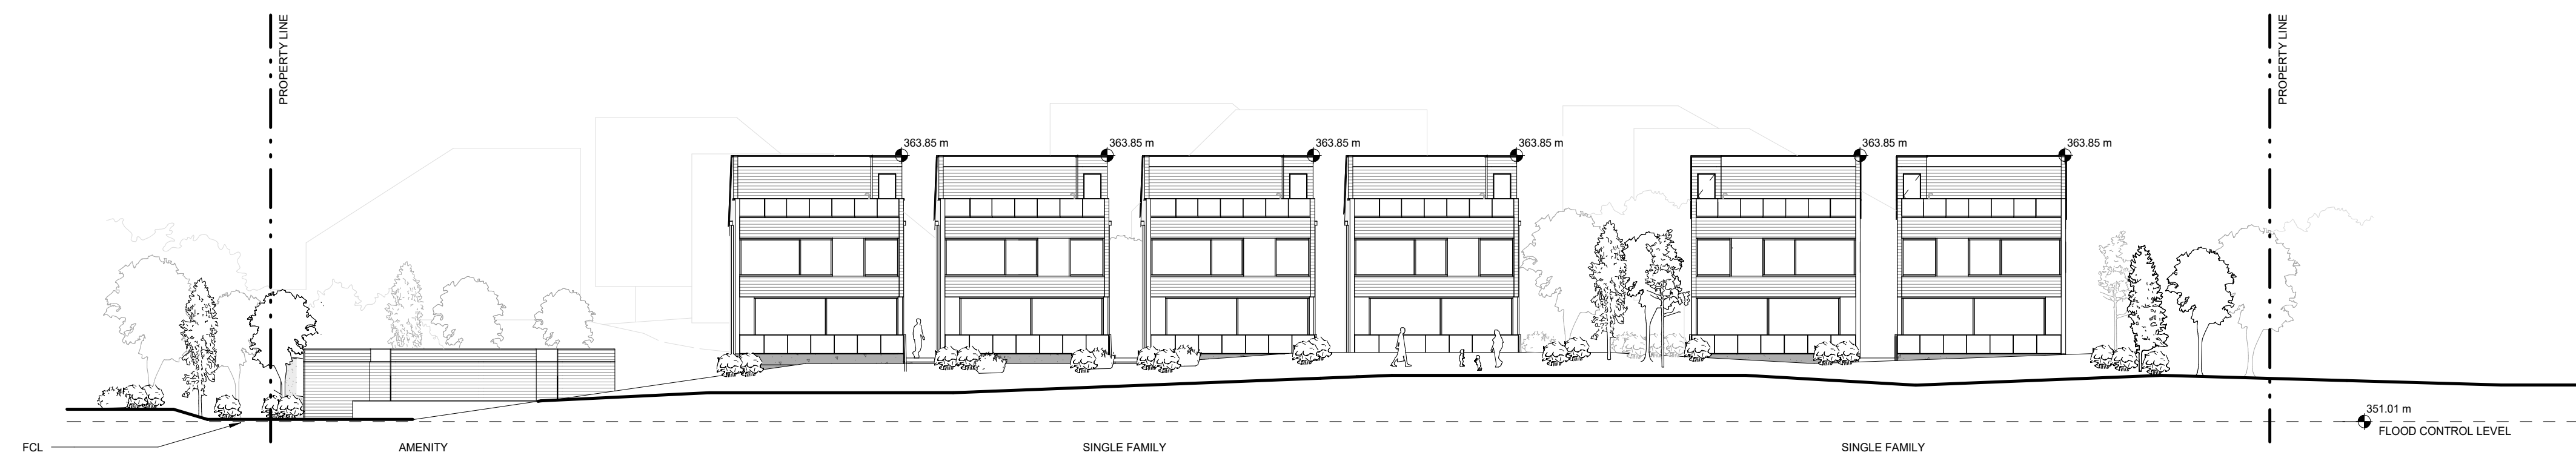 PROPERTY LINE
PROPERTY LINE
363.85 m
363.85 m
363.85 m
363.85 m
363.85 m
363.85 m
351.01 m
FLOOD CONTROL LEVEL
FCL
AMENITY
SINGLE FAMILY
SINGLE FAMILY